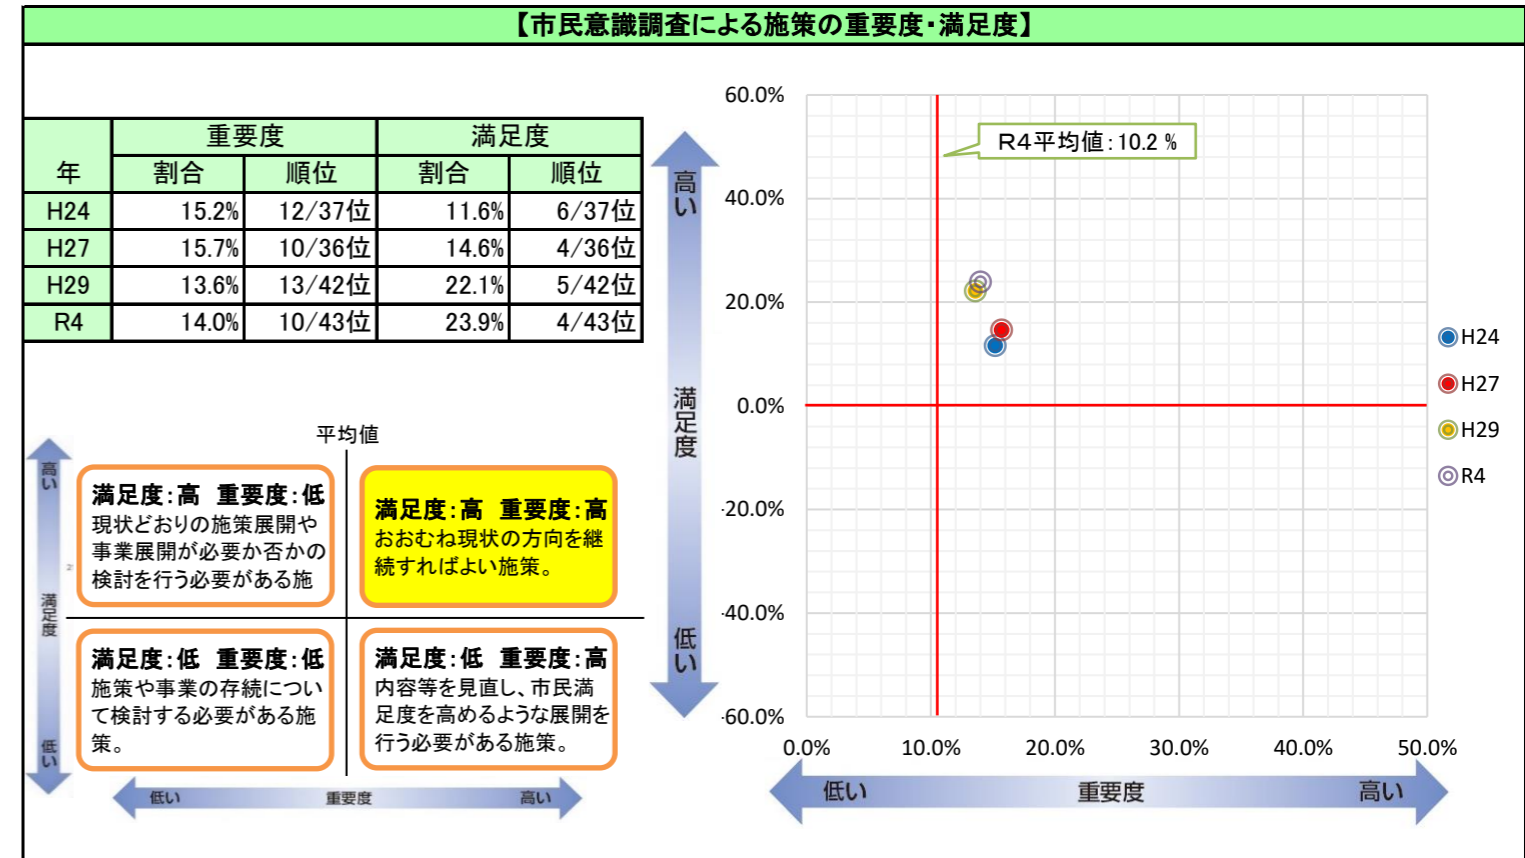 【市民意識調査による施策の重要度・満足度】
年 重要度 満足度
割合 順位 割合 順位
H24 15.2% 12/37位 11.6% 6/37位
H27 15.7% 10/36位 14.6% 4/36位
H29 13.6% 13/42位 22.1% 5/42位
R4 14.0% 10/43位 23.9% 4/43位
平均値
高い
満足度
低い
満足度:高 重要度:低
現状どおりの施策展開や
事業展開が必要か否かの
検討を行う必要がある施
満足度:高 重要度:高
おおむね現状の方向を継
続すればよい施策。
満足度:低 重要度:低
施策や事業の存続につい
て検討する必要がある施
策。
満足度:低 重要度:高
内容等を見直し、市民満
足度を高めるような展開を
行う必要がある施策。
低い 重要度 高い
高い
満足度
低い
60.0%
40.0%
20.0%
0.0%
-20.0%
-40.0%
-60.0%
R4平均値:10.2 %
0.0% 10.0% 20.0% 30.0% 40.0% 50.0%
低い 重要度 高い
H24
H27
H29
R4